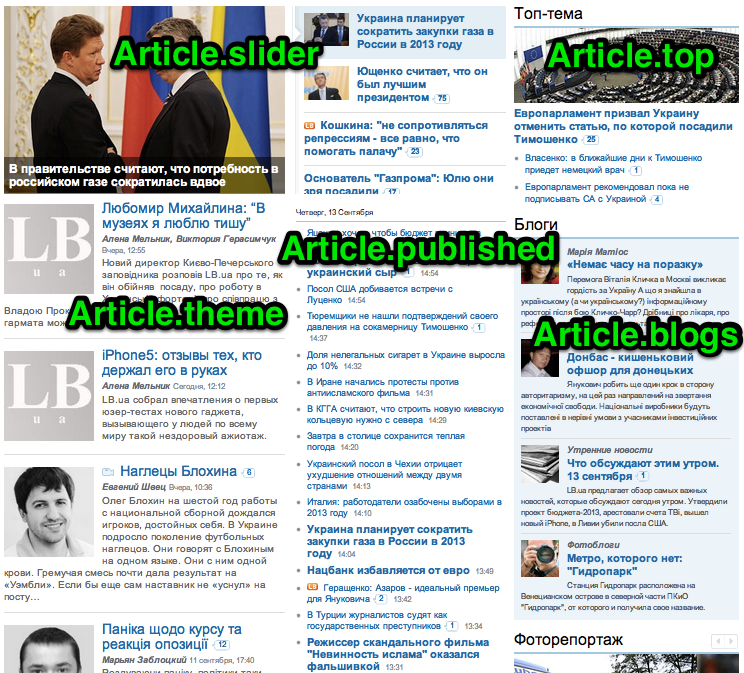 Article.slider
В правительстве считают, что потребность в
российском газе сократилась вдвое
LB
ua
Любомир Михайлина: "В
музеях я люблю тишу"
Алена Мельник, Виктория Герасимчук
Вчера, 12:55
Новий директор Києво-Печерського
заповідника розповів LB.ua про те, як
він обійняв посаду, про роботу в
співпрацю з
Владою
гармата
Article.theme
LB
ua
iPhone5: отзывы тех, кто
держал его в руках
Алена Мельник Сегодня, 12:12
LB.ua собрал впечатления о первых
юзер-тестах нового гаджета,
вызывающего у людей по всему
миру такой нездоровый ажиотаж.
Наглецы Блохина 6
Евгений Швец Вчера, 10:36
Олег Блохин на шестой год работы
с национальной сборной дождался
игроков, достойных себя. В Украине
подросло поколение футбольных
наглецов. Они говорят с Блохиным
на одном языке. Они с ним одной
крови. Гремучая смесь почти дала результат на
«Уэмбли». Если бы еще сам наставник не «уснул» на
посту…
Паніка щодо курсу та
реакція опозиції 12
Марьян Заблоцкий 11 сентября, 17:40
Украина планирует
сократить закупки газа в
России в 2013 году
Ющенко считает, что он
был лучшим
президентом 75
LB Кошкина: "не сопротивляться
репрессиям - все равно, что
помогать палачу" 23
Основатель "Газпрома": Юлю они
зря посадили 17
Четверг, 13 Сентября
чтобы бюджет
Article.published
украинский сыр 1 14:54
Посол США добивается встречи с
Луценко 14:54
Тюремщики не нашли подтверждений своего
давления на сокамерницу Тимошенко 1
14:37
Доля нелегальных сигарет в Украине выросла
до 10% 14:32
В Иране начались протесты против
антиисламского фильма 14:31
В КГГА считают, что строить новую киевскую
кольцевую нужно с севера 14:29
Завтра в столице сохранится теплая
погода 14:20
Украинский посол в Чехии отрицает
ухудшение отношений между двумя
странами 14:13
Италия: работодатели озабочены выборами в
2013 году 14:10
Украина планирует сократить
закупки газа в России в 2013
году 14:04
Нацбанк избавляется от евро 13:49
LB Геращенко: Азаров - идеальный премьер
для Януковича 2 13:42
В Турции журналистов судят как
государственных преступников 1 13:34
Режиссер скандального фильма
"Невинность ислама" оказался
фальшивкой 13:31
Топ-тема
Article.top
Европарламент призвал Украину
отменить статью, по которой посадили
Тимошенко 25
Власенко: в ближайшие дни к Тимошенко
приедет немецкий врач 1
Европарламент рекомендовал пока не
подписывать СА с Украиной 4
Блоги
Марія Матіос
«Немає часу на поразку»
Перемога Віталія Кличка в Москві викликає
гордість за Україну А що я знайшла в
українському (а чи українському?) інформаційному
просторі після бою Кличко-Чарр? Дрібниці про лікарня, про
Article.blogs
Донбас - кишеньковий
офшор для донецьких
Янукович робить ще один крок в сторону
авторитаризму, на цей раз направлений на звертання
економічної свободи. Національні виробники будуть
поставлені в нерівні умови з учасниками інвестиційних
проектів
Утренние новости
Что обсуждают этим утром.
13 сентября 1
LB.ua предлагает обзор самых важных
новостей, которые обсуждают сегодня утром. Утвердили
проект бюджета-2013, арестовали счета ТВі, вышел
новый iPhone, в Ливии убили посла США.
Фотоблоги
Метро, которого нет:
"Гидропарк"
Станция Гидропарк расположена на
Венецианском острове в северной части ПКиО
"Гидропарк", от которого и получила свое название.
Фоторепортаж